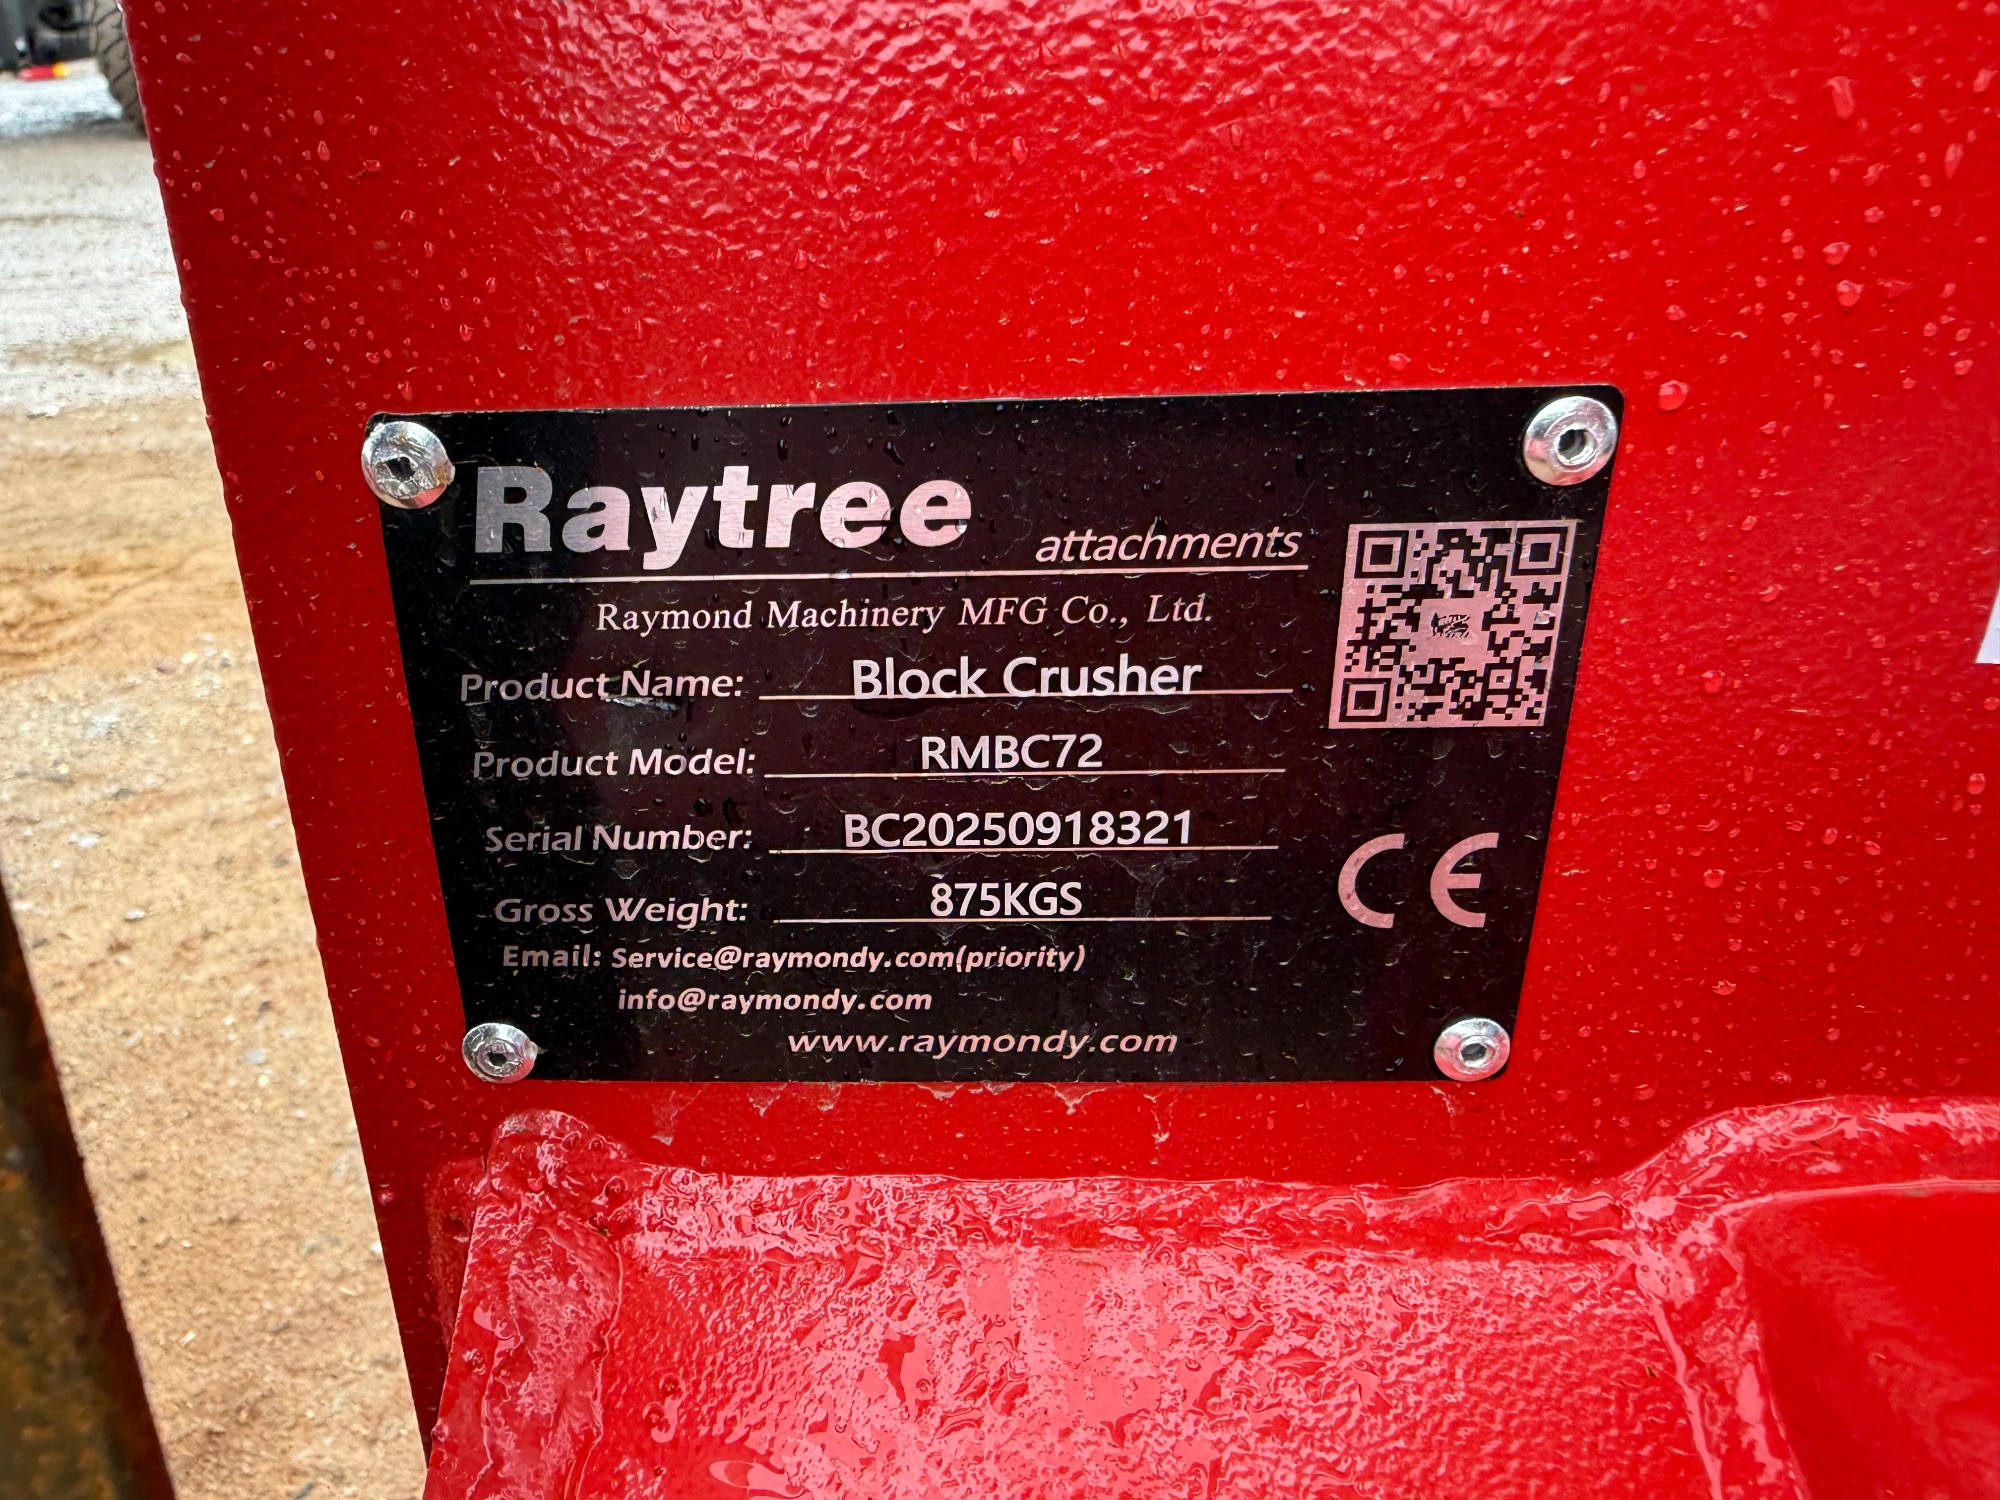 Raytree attachments
Raymond Machinery MFG Co., Ltd.
Product Name: Block Crusher
Product Model: RMBC72
Serial Number: BC20250918321
Gross Weight: 875KGS
CE
Email: Service@raymondy.com(priority)
info@raymondy.com
www.raymondy.com